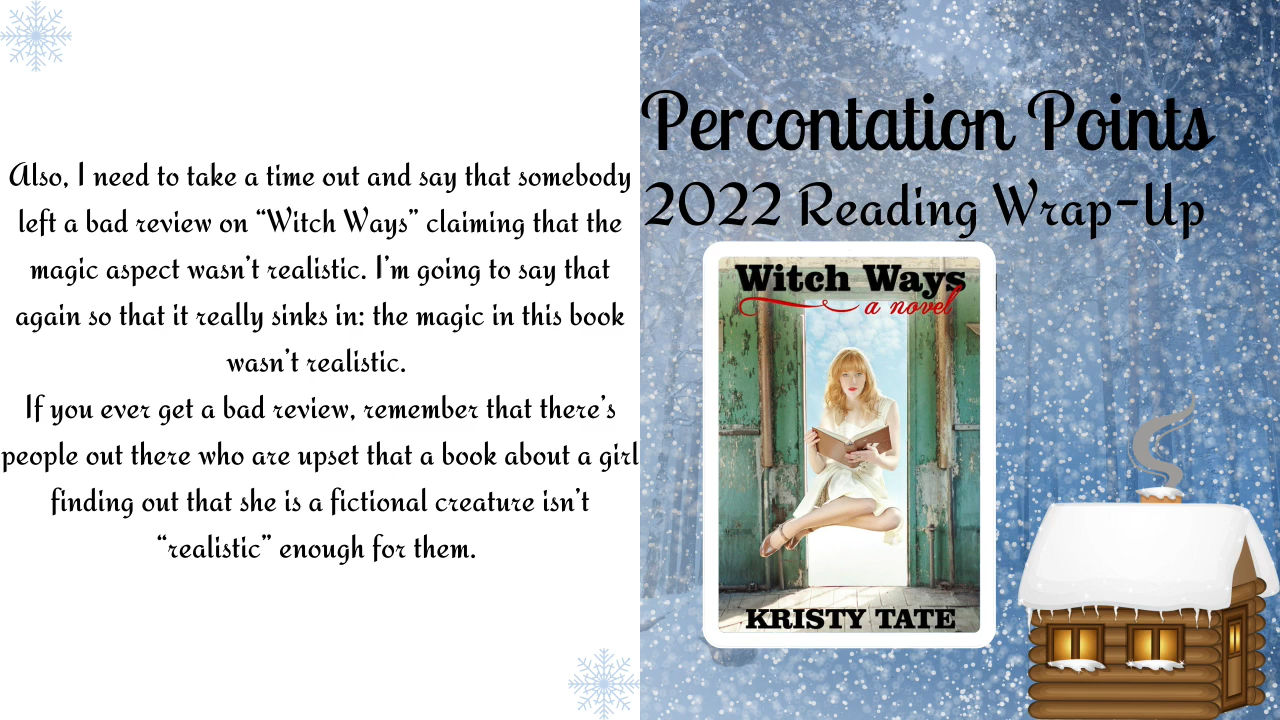 Also, I need to take a time out and say that somebody
left a bad review on “Witch Ways” claiming that the
magic aspect wasn’t realistic. I’m going to say that
again so that it really sinks in: the magic in this book
wasn’t realistic.
If you ever get a bad review, remember that there’s
people out there who are upset that a book about a girl
finding out that she is a fictional creature isn’t
“realistic” enough for them.
Percontation Points
2022 Reading Wrap-Up
Witch Ways
a novel
KRISTY TATE